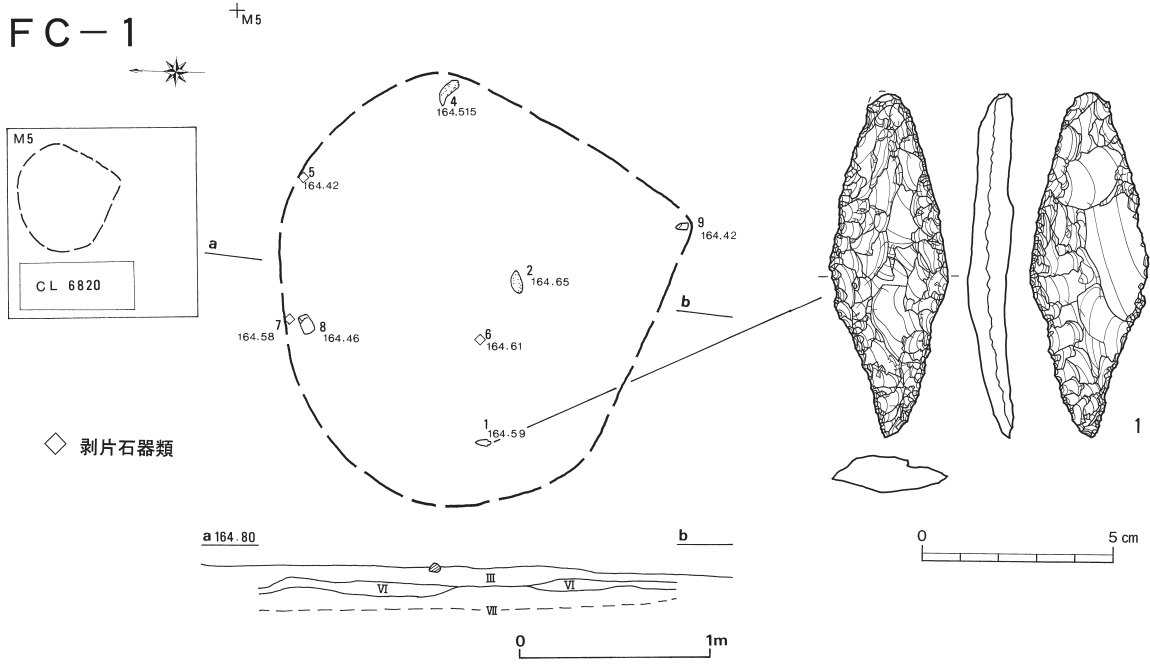 FC-1
M5
M5
CL 6820
a
b
4
164.515
5
164.42
9
164.42
2
164.65
7
164.58
8
164.46
6
164.61
1
164.59
◇ 剥片石器類
1
0 5 cm
a 164.80
b
III
VI
VI
VII
0 1m